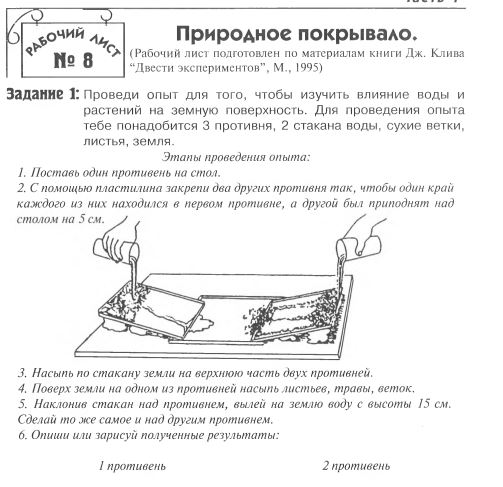 РАБОЧИЙ ЛИСТ
№ 8
Природное покрывало.
(Рабочий лист подготовлен по материалам книги Дж. Клива
“Двести экспериментов”, М., 1995)
Задание 1: Проведи опыт для того, чтобы изучить влияние воды и
растений на земную поверхность. Для проведения опыта
тебе понадобится 3 противня, 2 стакана воды, сухие ветки,
листья, земля.
Этапы проведения опыта:
1. Поставь один противень на стол.
2. С помощью пластилина закрепи два других противня так, чтобы один край
каждого из них находился в первом противне, а другой был приподнят над
столом на 5 см.
3. Насыпь по стакану земли на верхнюю часть двух противней.
4. Поверх земли на одном из противней насыпь листьев, травы, веток.
5. Наклонив стакан над противнем, вылей на землю воду с высоты 15 см.
Сделай то же самое и над другим противнем.
6. Опиши или зарисуй полученные результаты:
1 противень 2 противень